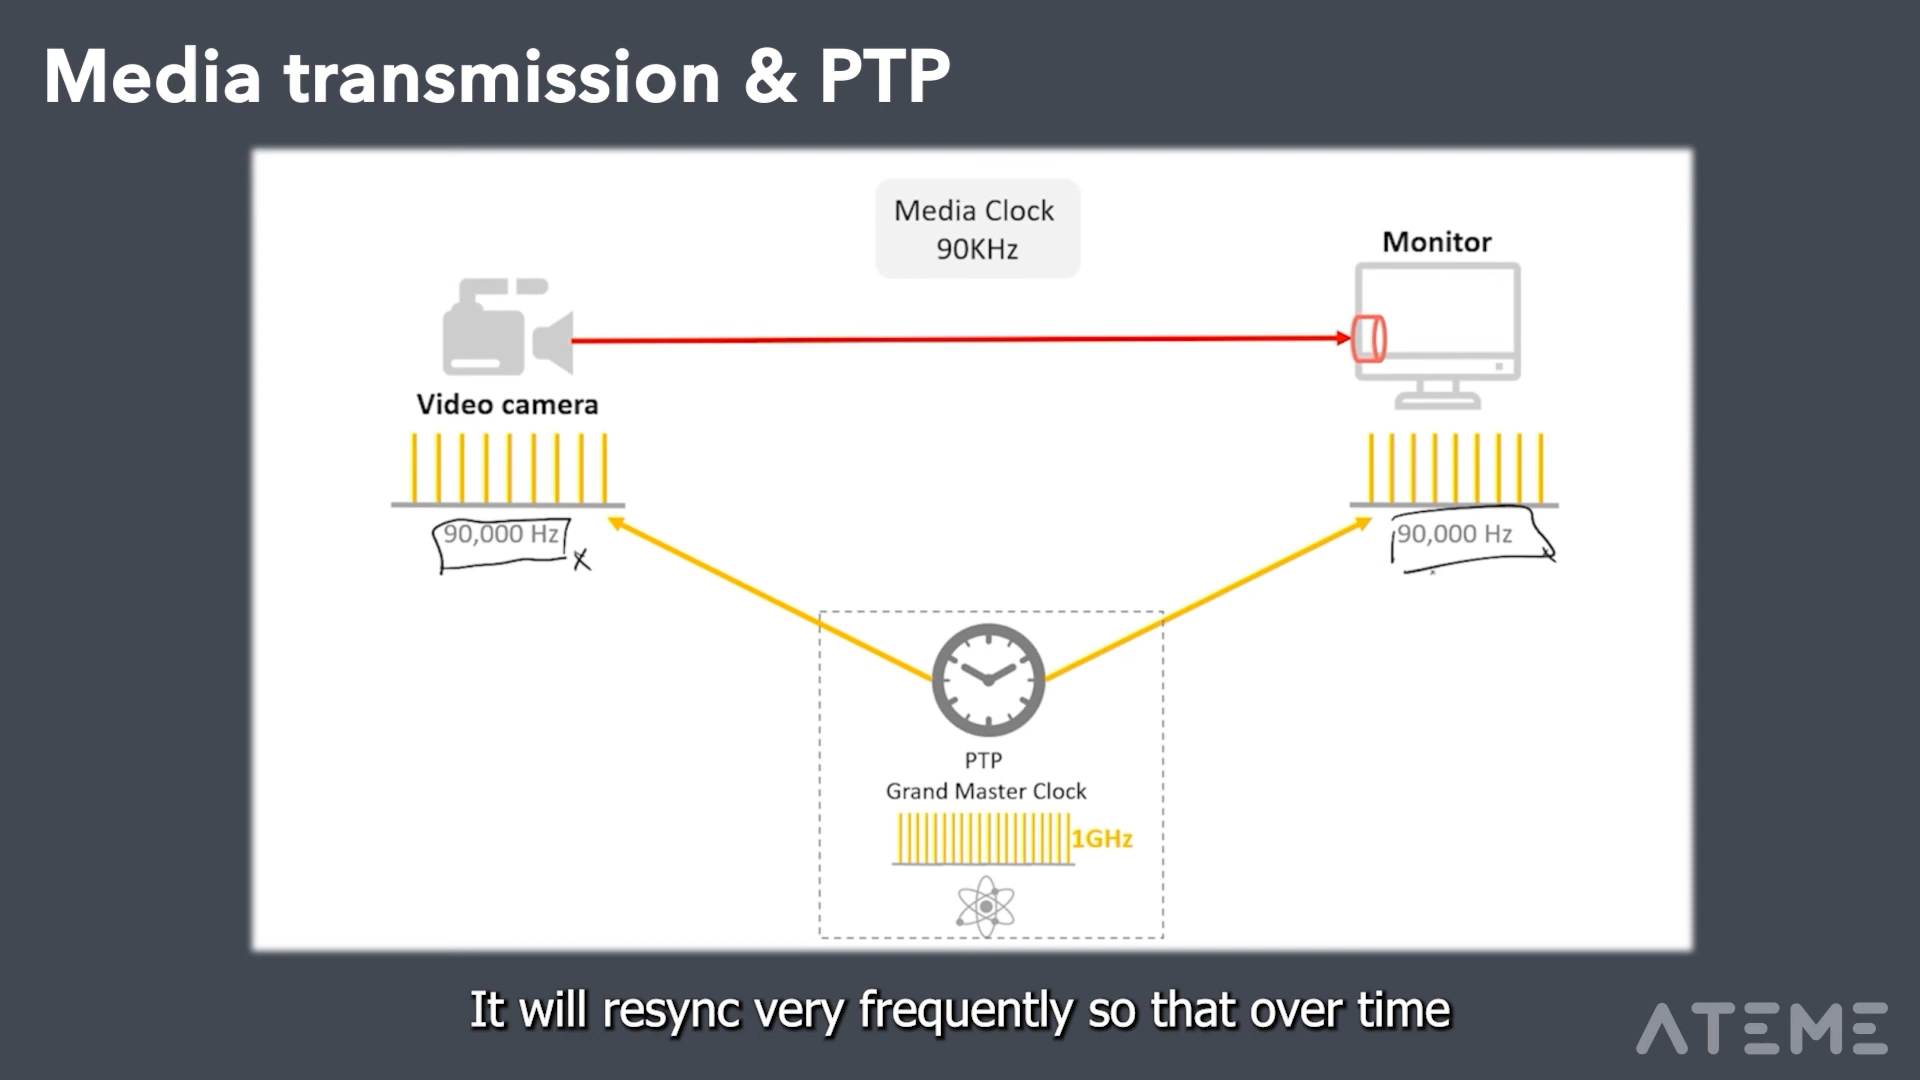 Media transmission & PTP
Media Clock
90KHz
Monitor
Video camera
90,000 Hz
x
90,000 Hz
PTP
Grand Master Clock
1GHz
It will resync very frequently so that over time
ATEME